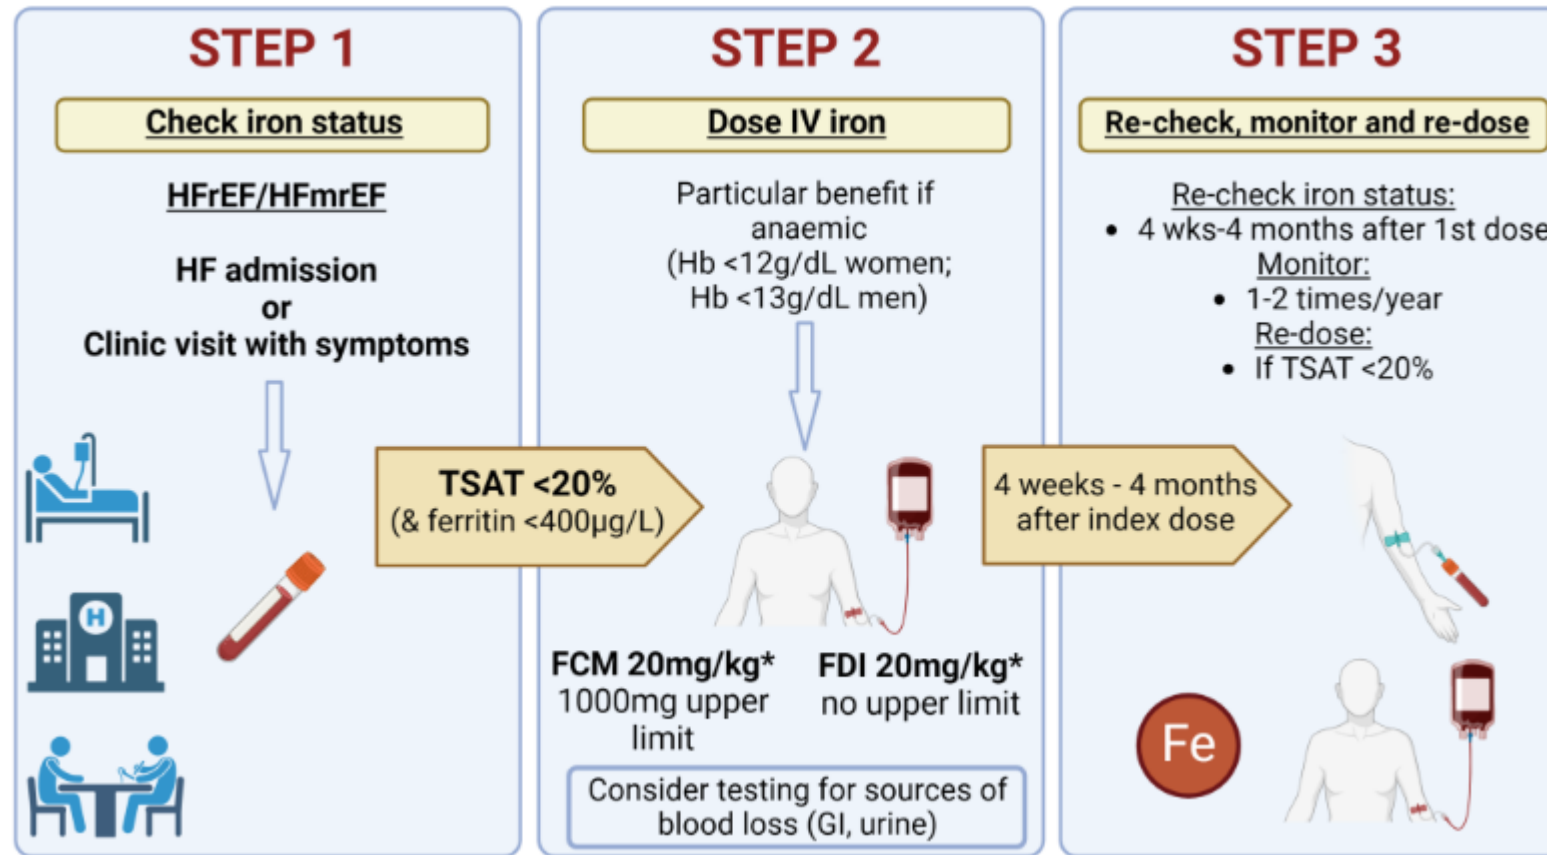 STEP 1
Check iron status
HFrEF/HFmrEF
HF admission
or
Clinic visit with symptoms
H
TSAT <20%
(& ferritin <400µg/L)
STEP 2
Dose IV iron
Particular benefit if
anaemic
(Hb <12g/dL women;
Hb <13g/dL men)
FCM 20mg/kg*
1000mg upper
limit
FDI 20mg/kg*
no upper limit
Consider testing for sources of
blood loss (GI, urine)
4 weeks - 4 months
after index dose
STEP 3
Re-check, monitor and re-dose
Re-check iron status:
• 4 wks-4 months after 1st dose
Monitor:
• 1-2 times/year
Re-dose:
• If TSAT <20%
Fe